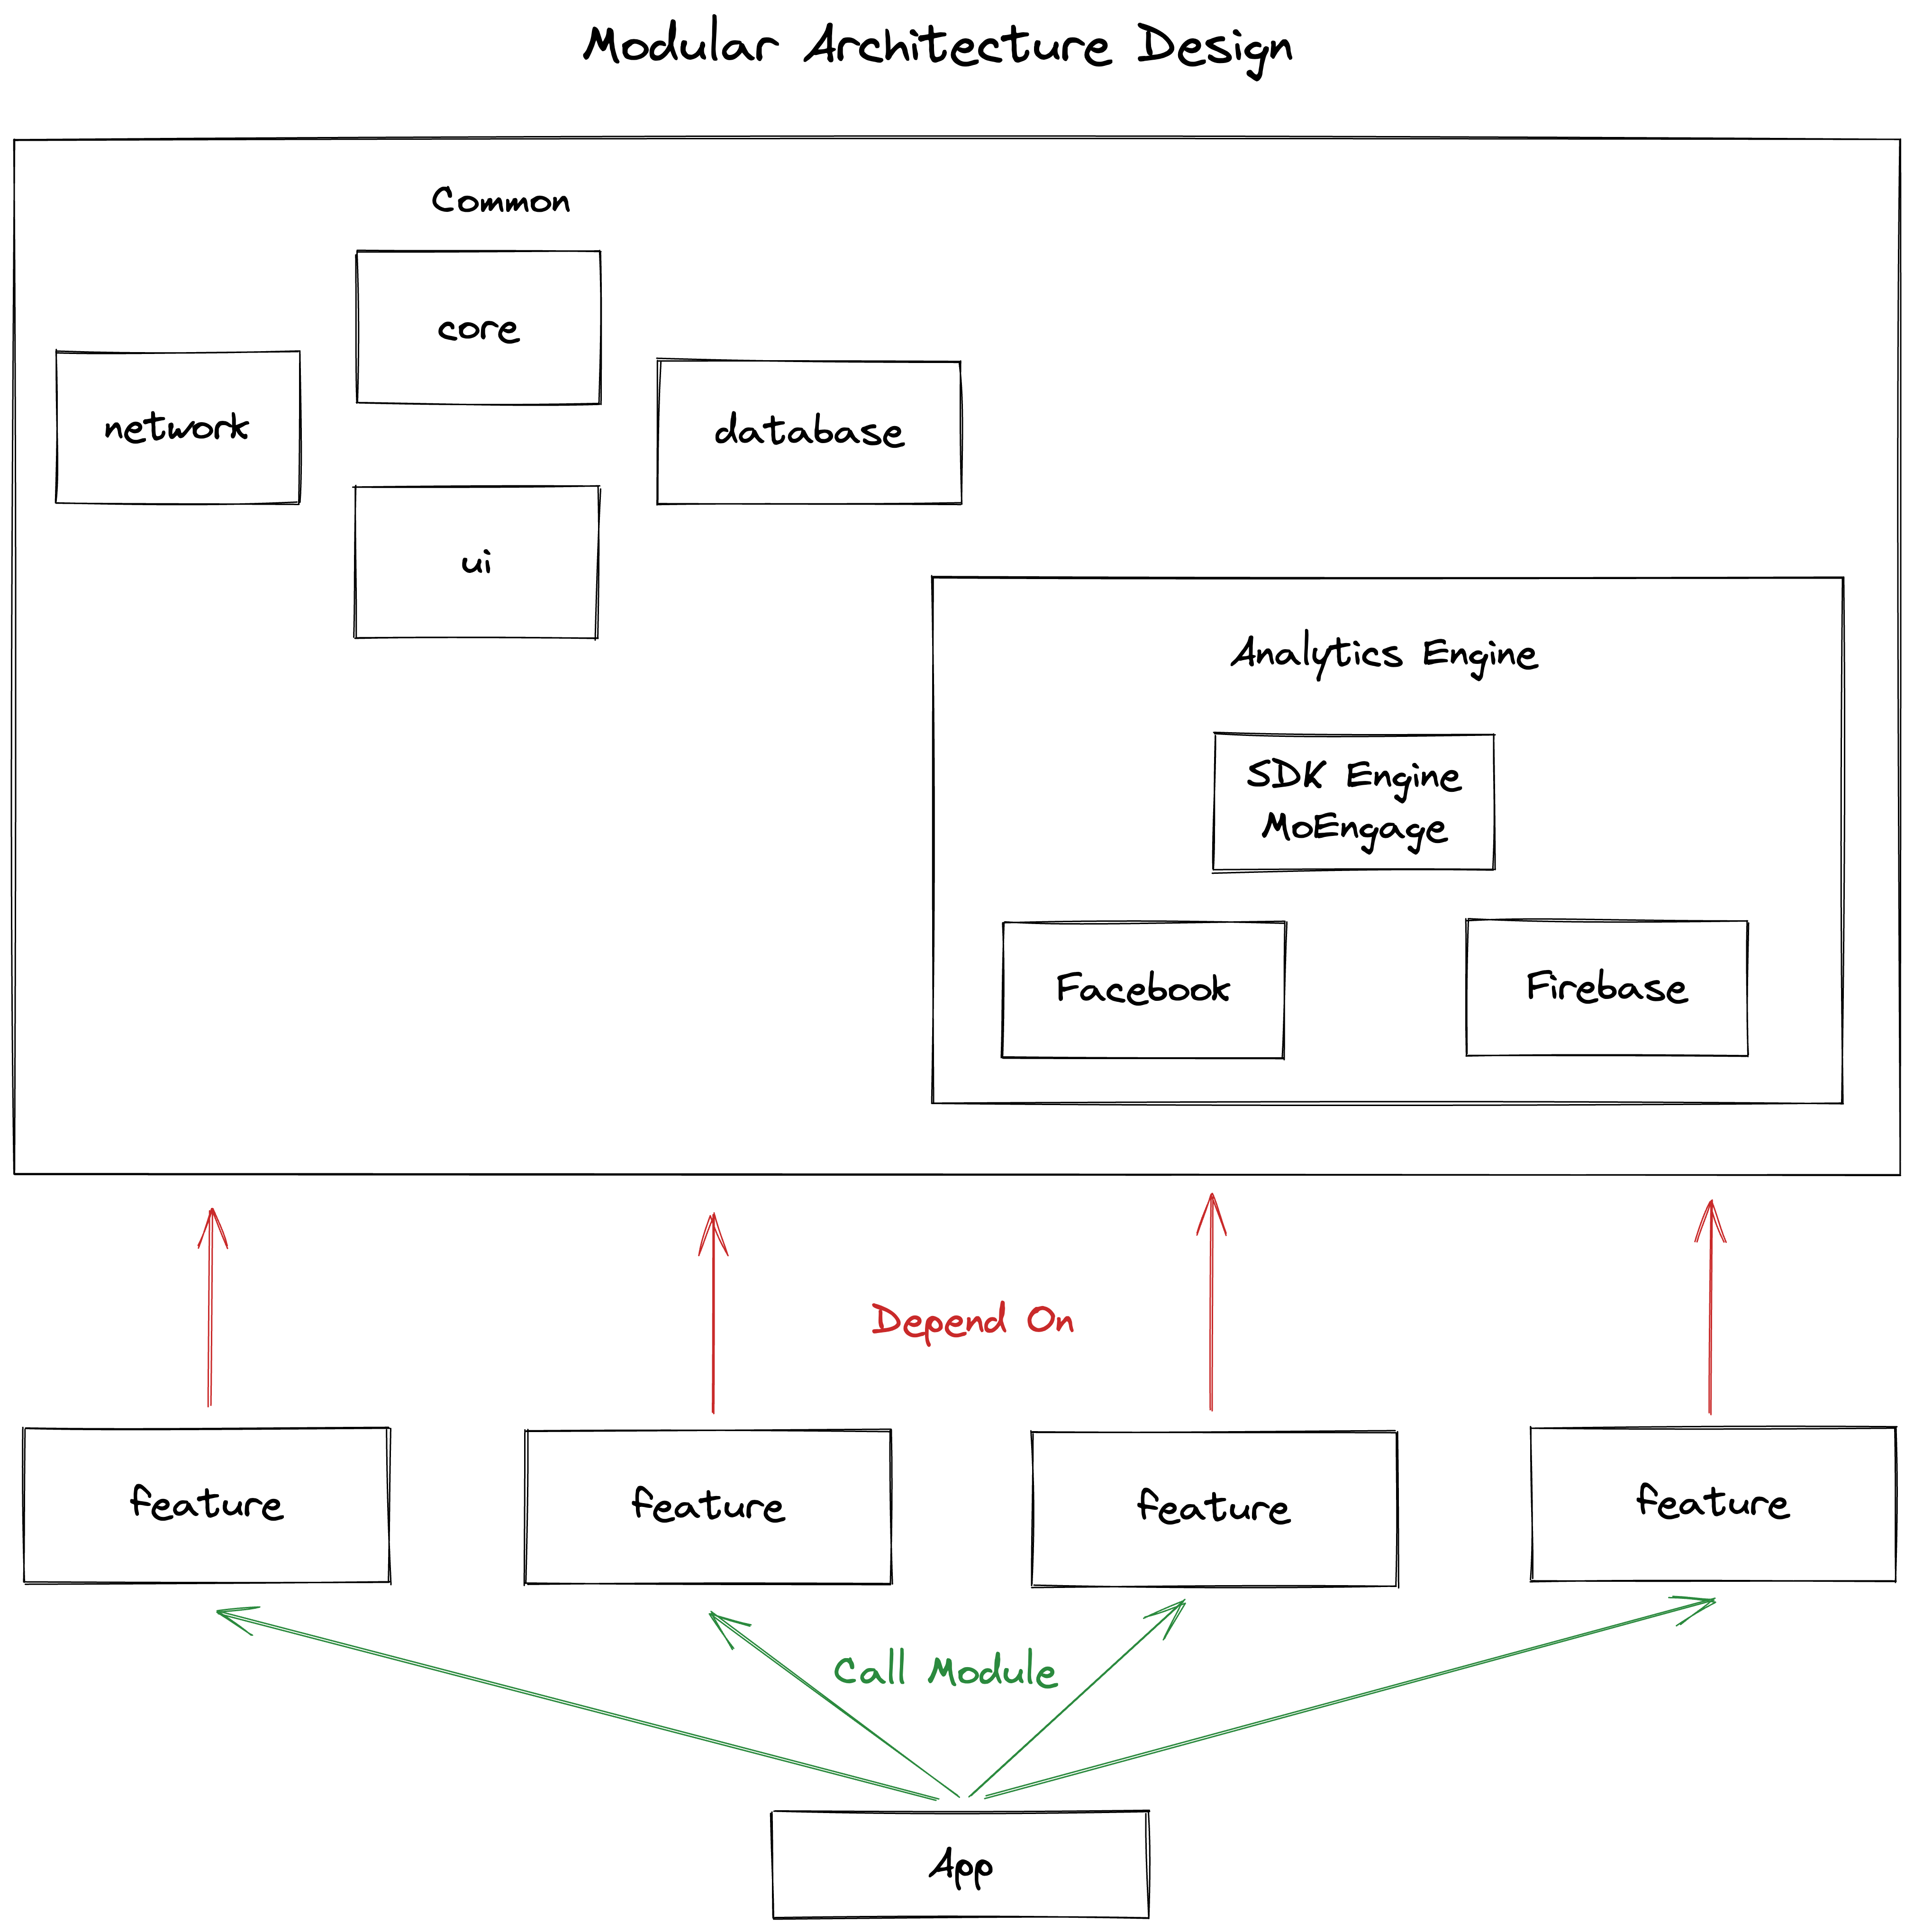 Modular Architecture Design
Common
core
network
database
ui
Analytics Engine
SDK Engine
MoEngage
Facebook
Firebase
Depend On
feature
feature
feature
feature
Call Module
App